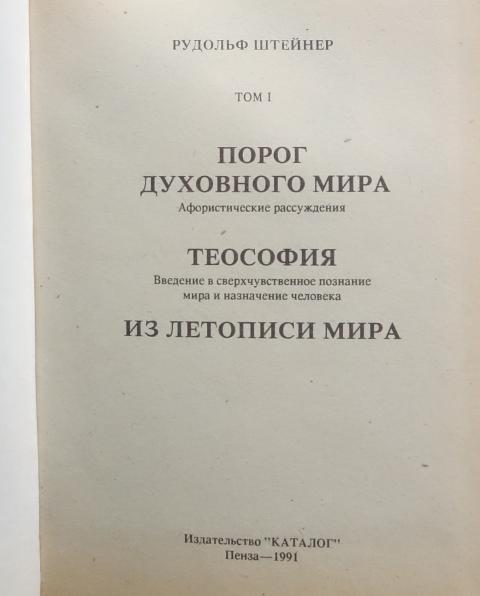 РУДОЛЬФ ШТЕЙНЕР
ТОМ I
ПОРОГ
ДУХОВНОГО МИРА
Афористические рассуждения
ТЕОСОФИЯ
Введение в сверхчувственное познание
мира и назначение человека
ИЗ ЛЕТОПИСИ МИРА
Издательство "КАТАЛОГ"
Пенза—1991